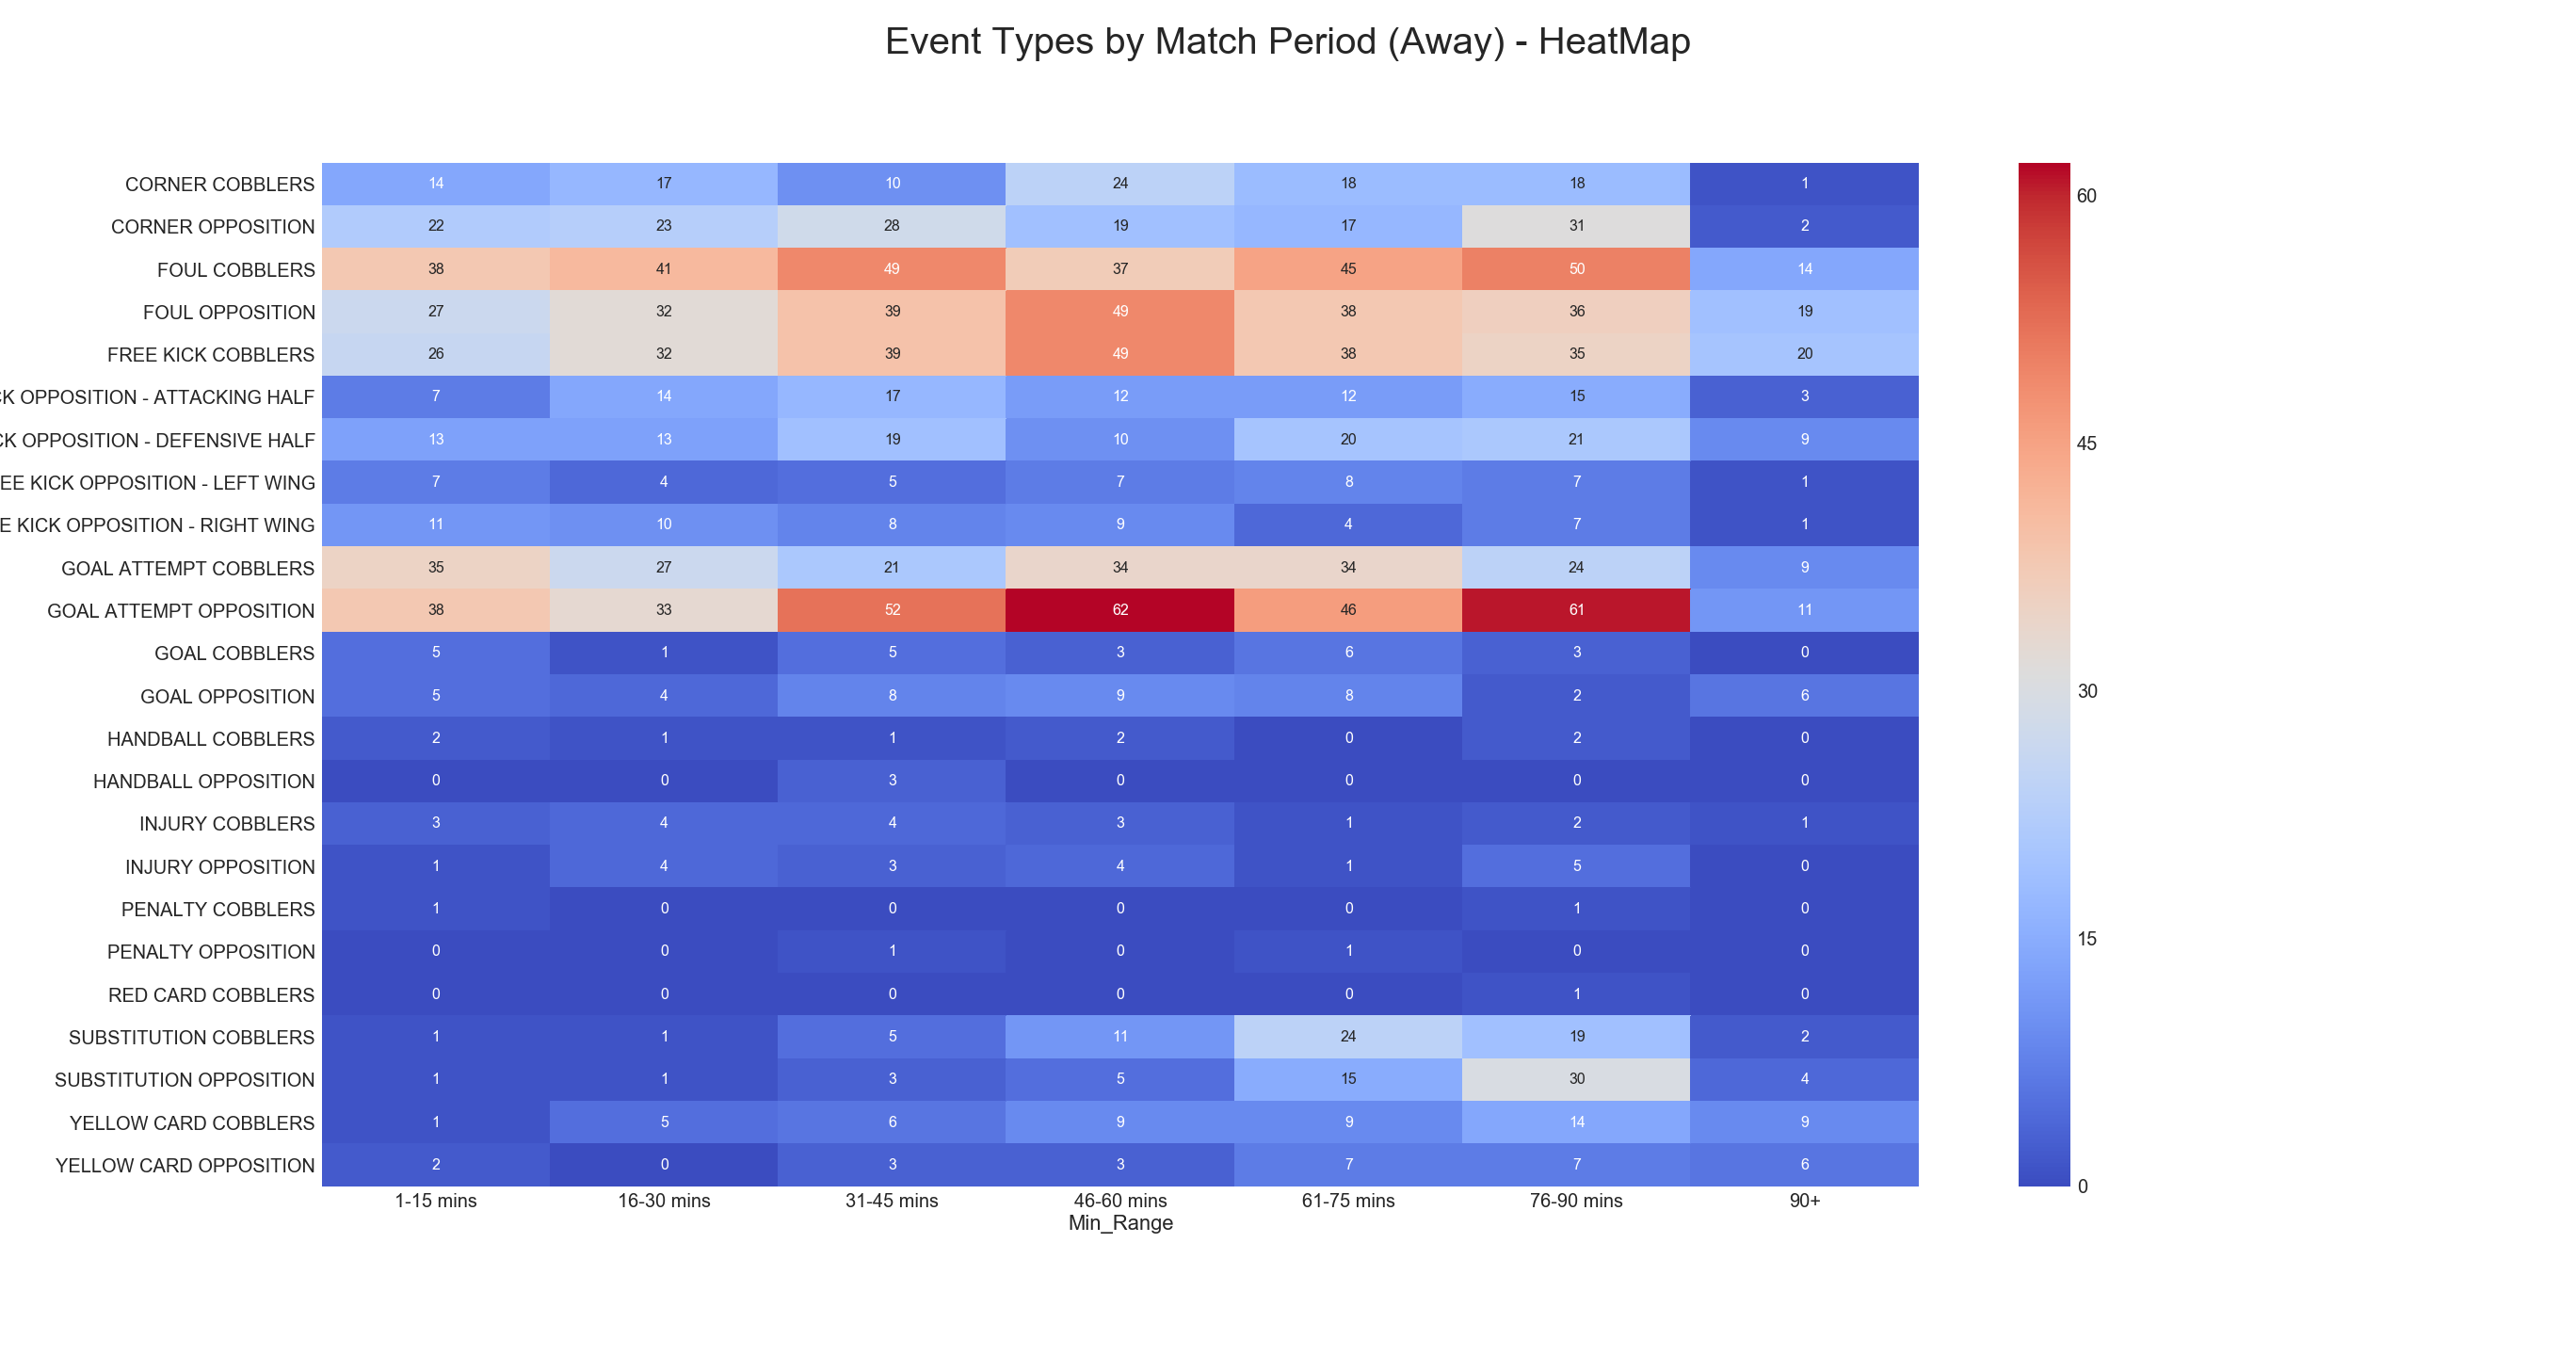 Event Types by Match Period (Away) - HeatMap
CORNER COBBLERS 14 17 10 24 18 18 1
CORNER OPPOSITION 22 23 28 19 17 31 2
FOUL COBBLERS 38 41 49 37 45 50 14
FOUL OPPOSITION 27 32 39 49 38 36 19
FREE KICK COBBLERS 26 32 39 49 38 35 20
CK OPPOSITION - ATTACKING HALF 7 14 17 12 12 15 3
CK OPPOSITION - DEFENSIVE HALF 13 13 19 10 20 21 9
EE KICK OPPOSITION - LEFT WING 7 4 5 7 8 7 1
E KICK OPPOSITION - RIGHT WING 11 10 8 9 4 7 1
GOAL ATTEMPT COBBLERS 35 27 21 34 34 24 9
GOAL ATTEMPT OPPOSITION 38 33 52 62 46 61 11
GOAL COBBLERS 5 1 5 3 6 3 0
GOAL OPPOSITION 5 4 8 9 8 2 6
HANDBALL COBBLERS 2 1 1 2 0 2 0
HANDBALL OPPOSITION 0 0 3 0 0 0 0
INJURY COBBLERS 3 4 4 3 1 2 1
INJURY OPPOSITION 1 4 3 4 1 5 0
PENALTY COBBLERS 1 0 0 0 0 1 0
PENALTY OPPOSITION 0 0 1 0 1 0 0
RED CARD COBBLERS 0 0 0 0 0 1 0
SUBSTITUTION COBBLERS 1 1 5 11 24 19 2
SUBSTITUTION OPPOSITION 1 1 3 5 15 30 4
YELLOW CARD COBBLERS 1 5 6 9 9 14 9
YELLOW CARD OPPOSITION 2 0 3 3 7 7 6
1-15 mins 16-30 mins 31-45 mins 46-60 mins 61-75 mins 76-90 mins 90+
Min_Range
60
45
30
15
0